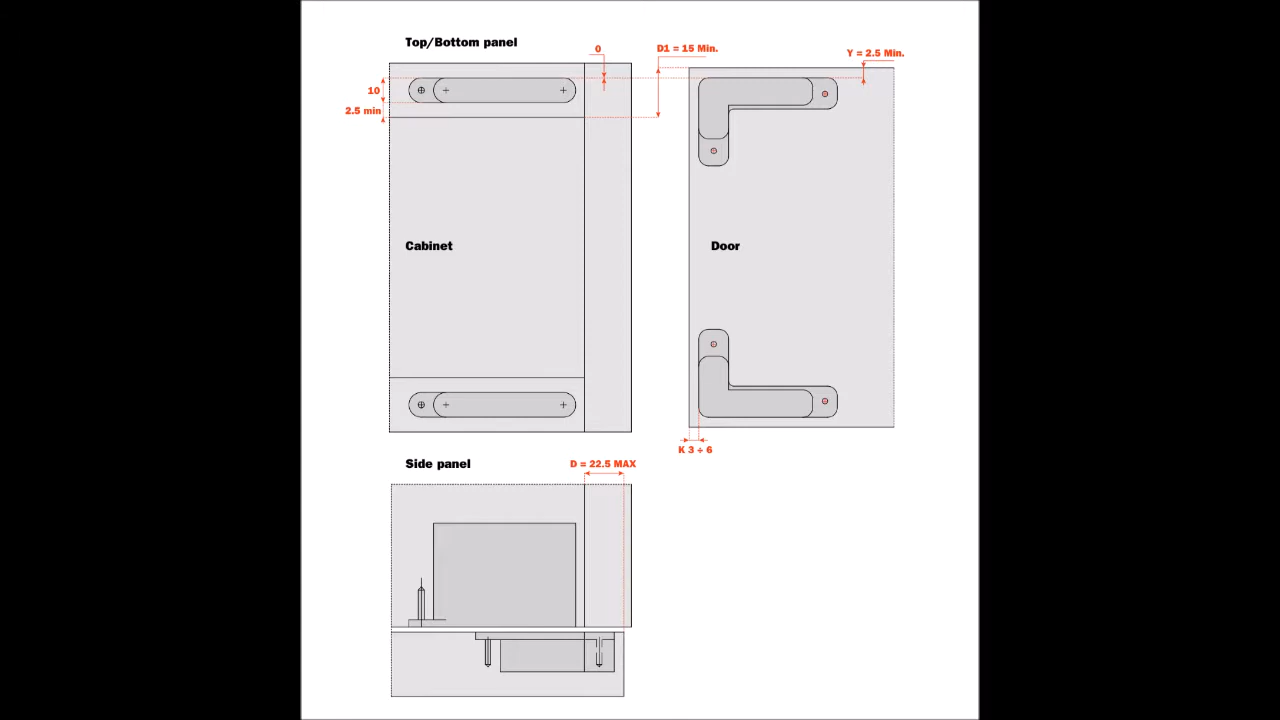 Top/Bottom panel
0
D1 = 15 Min.
Y = 2.5 Min.
10
2.5 min
Cabinet
Door
K 3 ÷ 6
Side panel
D = 22.5 MAX